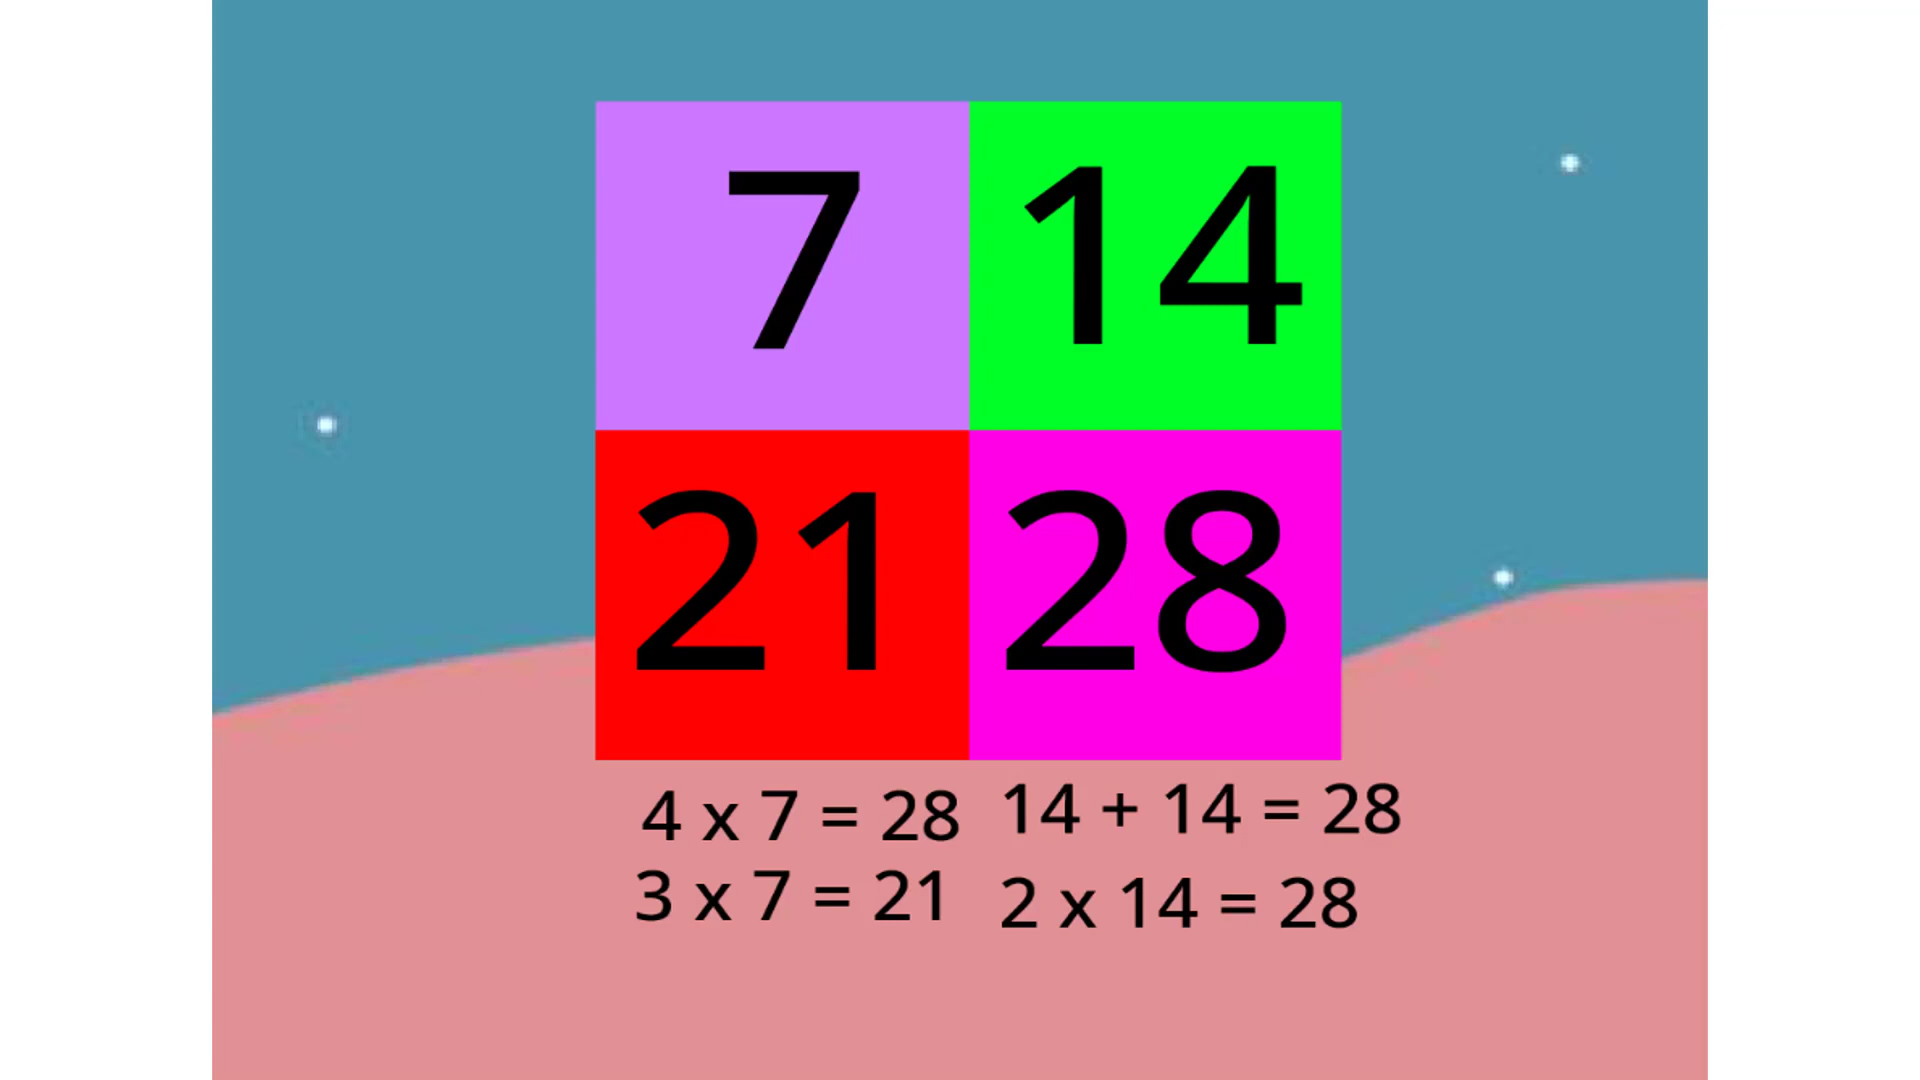 7 14
21 28
4 x 7 = 28 14 + 14 = 28
3 x 7 = 21 2 x 14 = 28